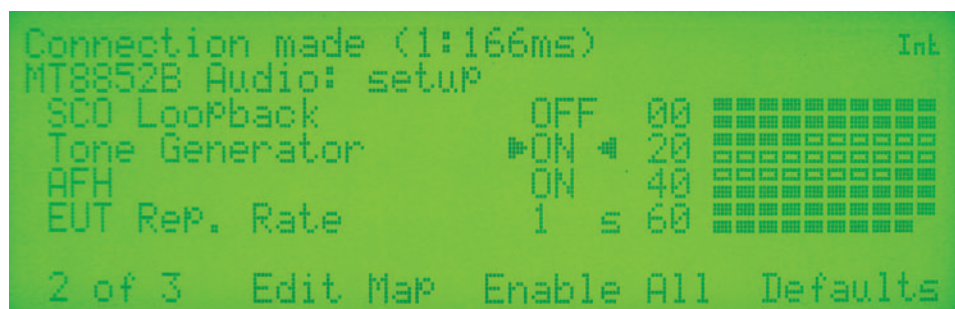 Connection made (1:166ms) Int
MT8852B Audio: setup
SCO Loopback OFF 00
Tone Generator ON 20
AFH ON 40
EUT Rep. Rate 1 s 60
2 of 3 Edit Map Enable All Defaults